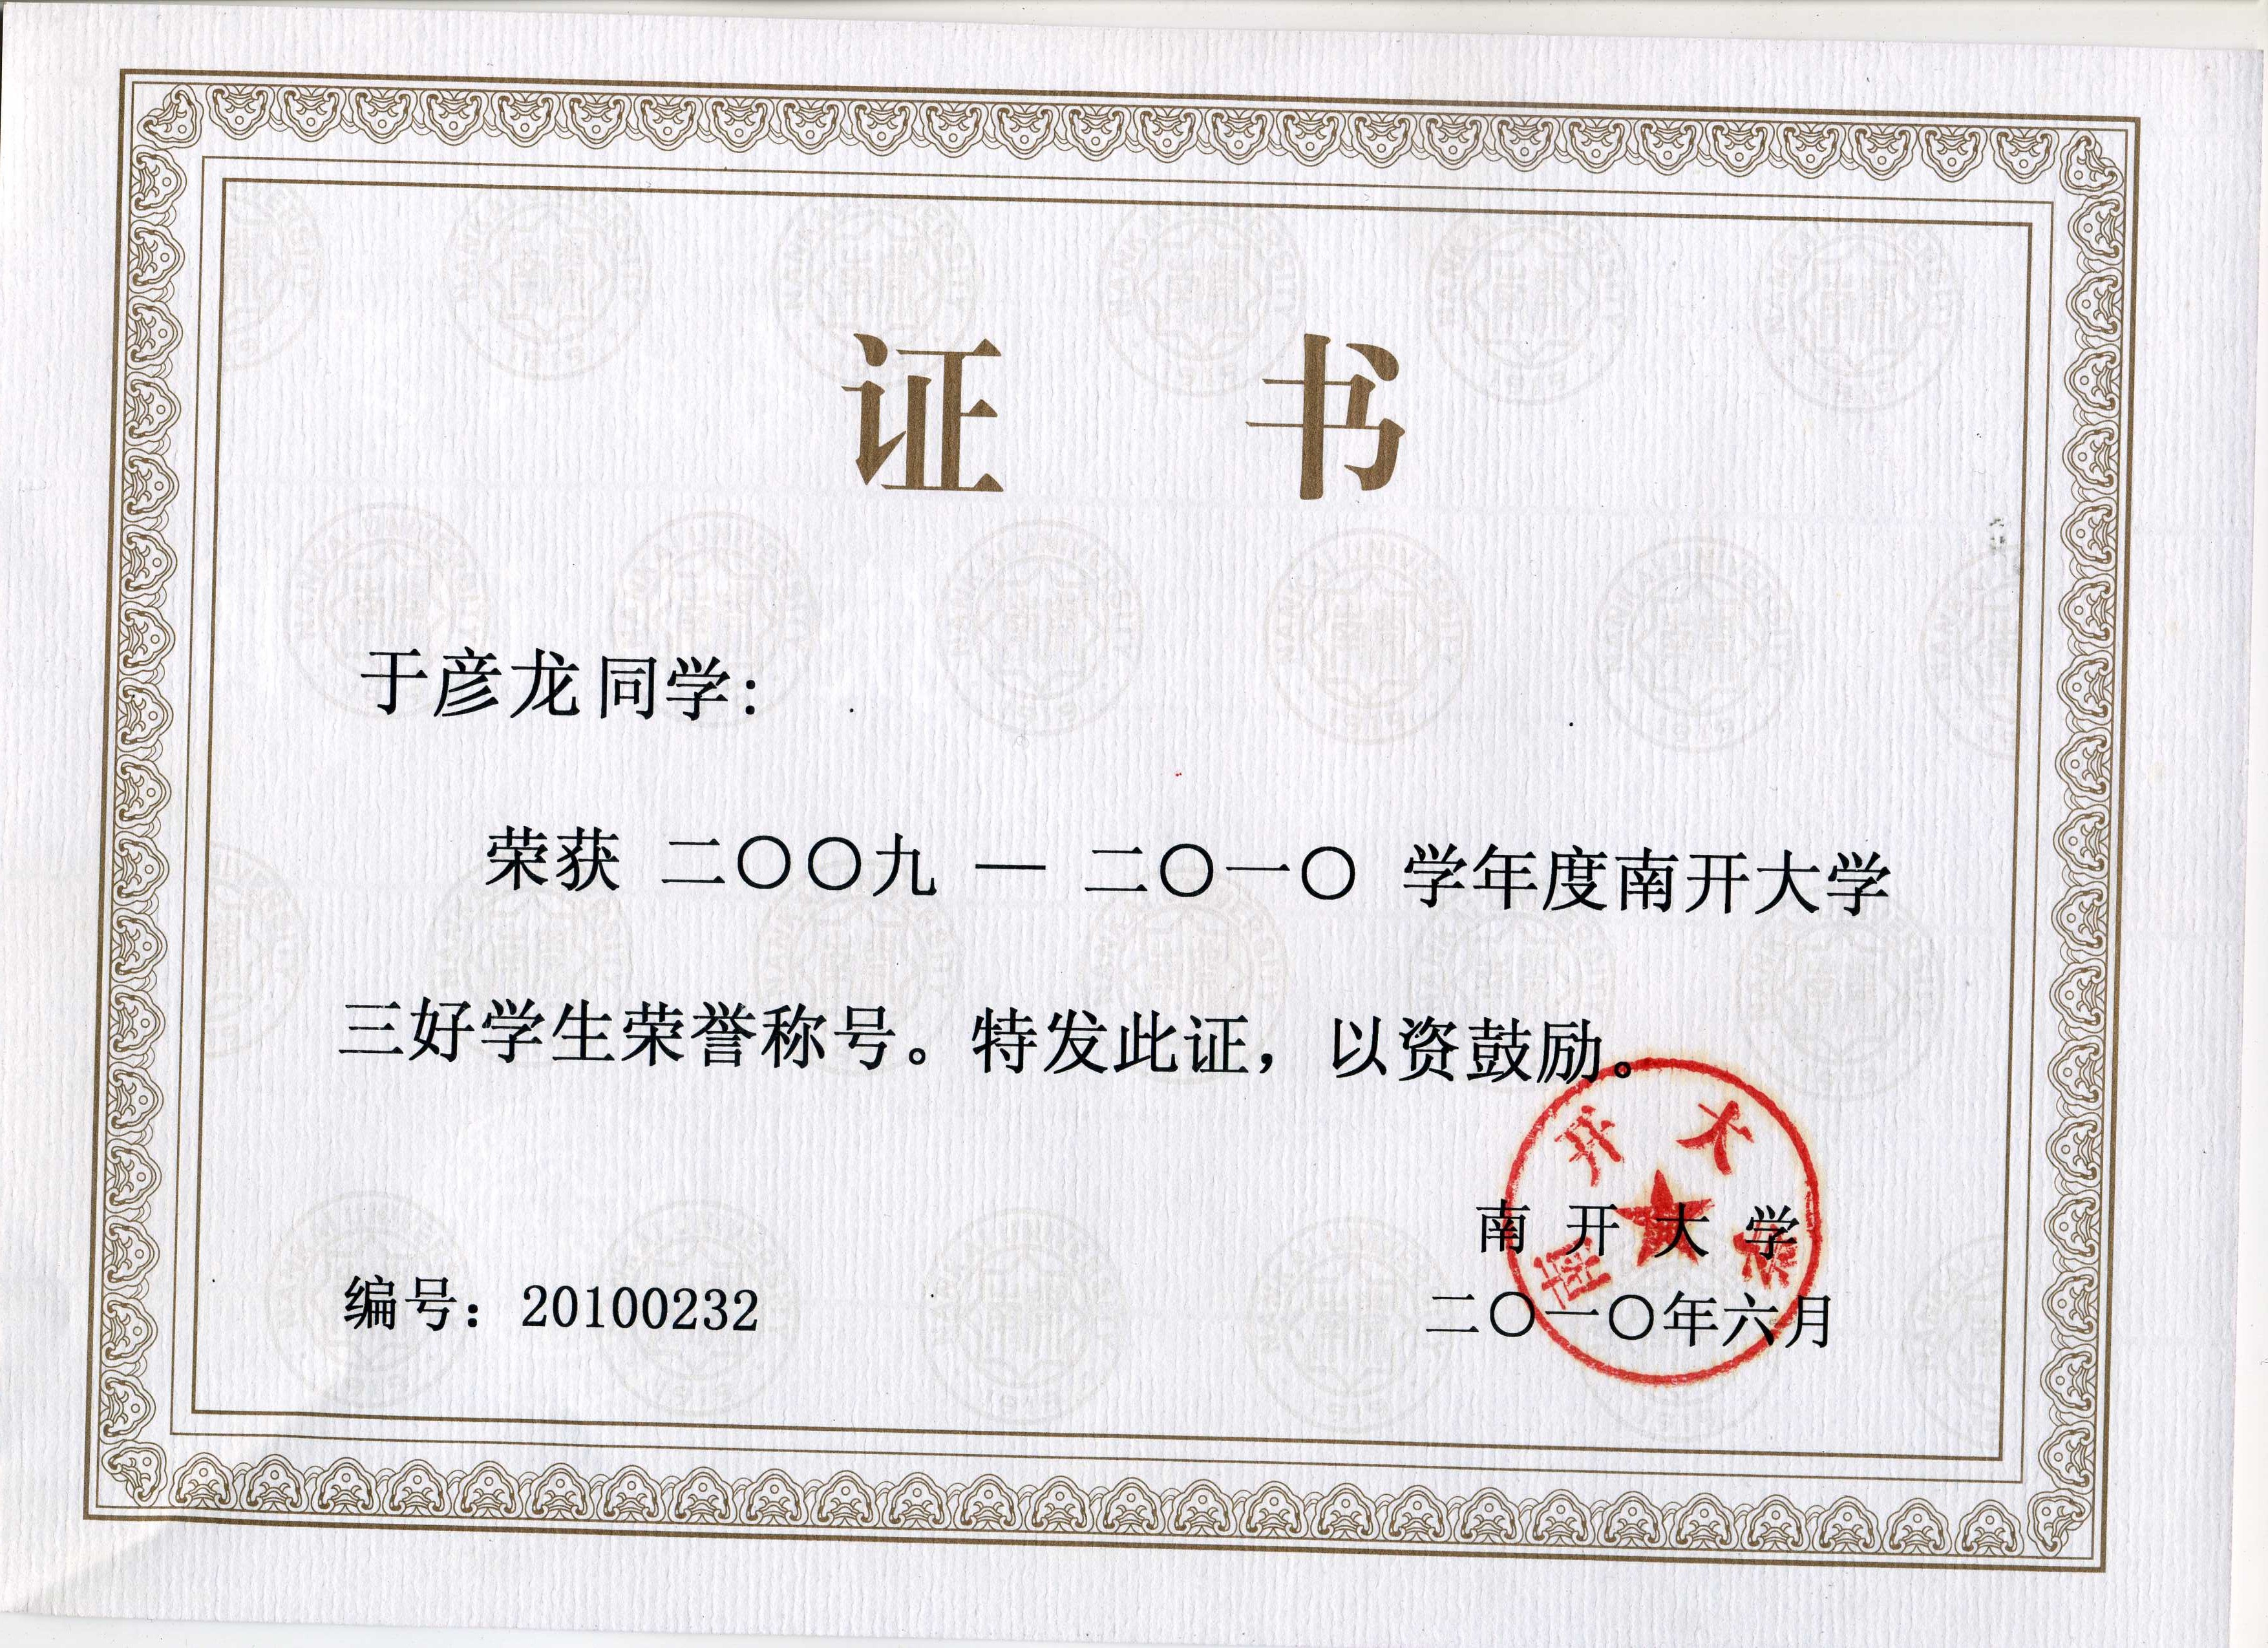 证 书
于彦龙同学:
荣获 二〇〇九 — 二〇一〇 学年度南开大学
三好学生荣誉称号。特发此证，以资鼓励。
南开大学
南 开 大 学
编号：20100232
二〇一〇年六月